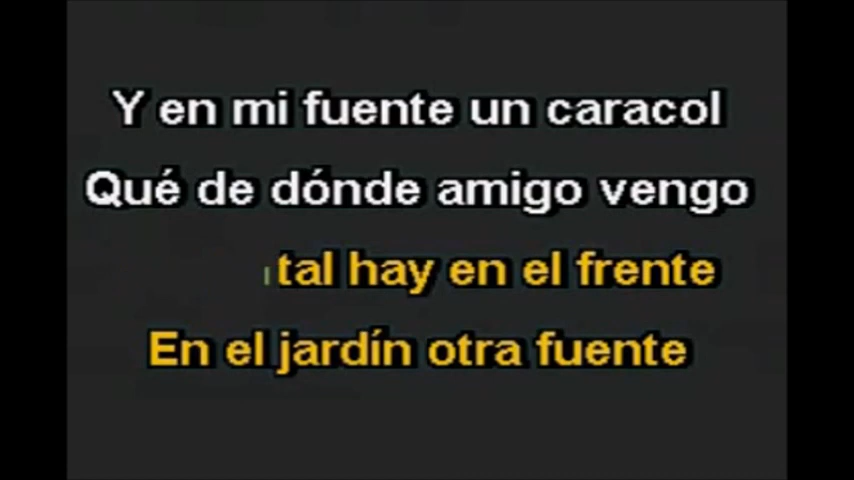 Y en mi fuente un caracol
Qué de dónde amigo vengo
tal hay en el frente
En el jardín otra fuente